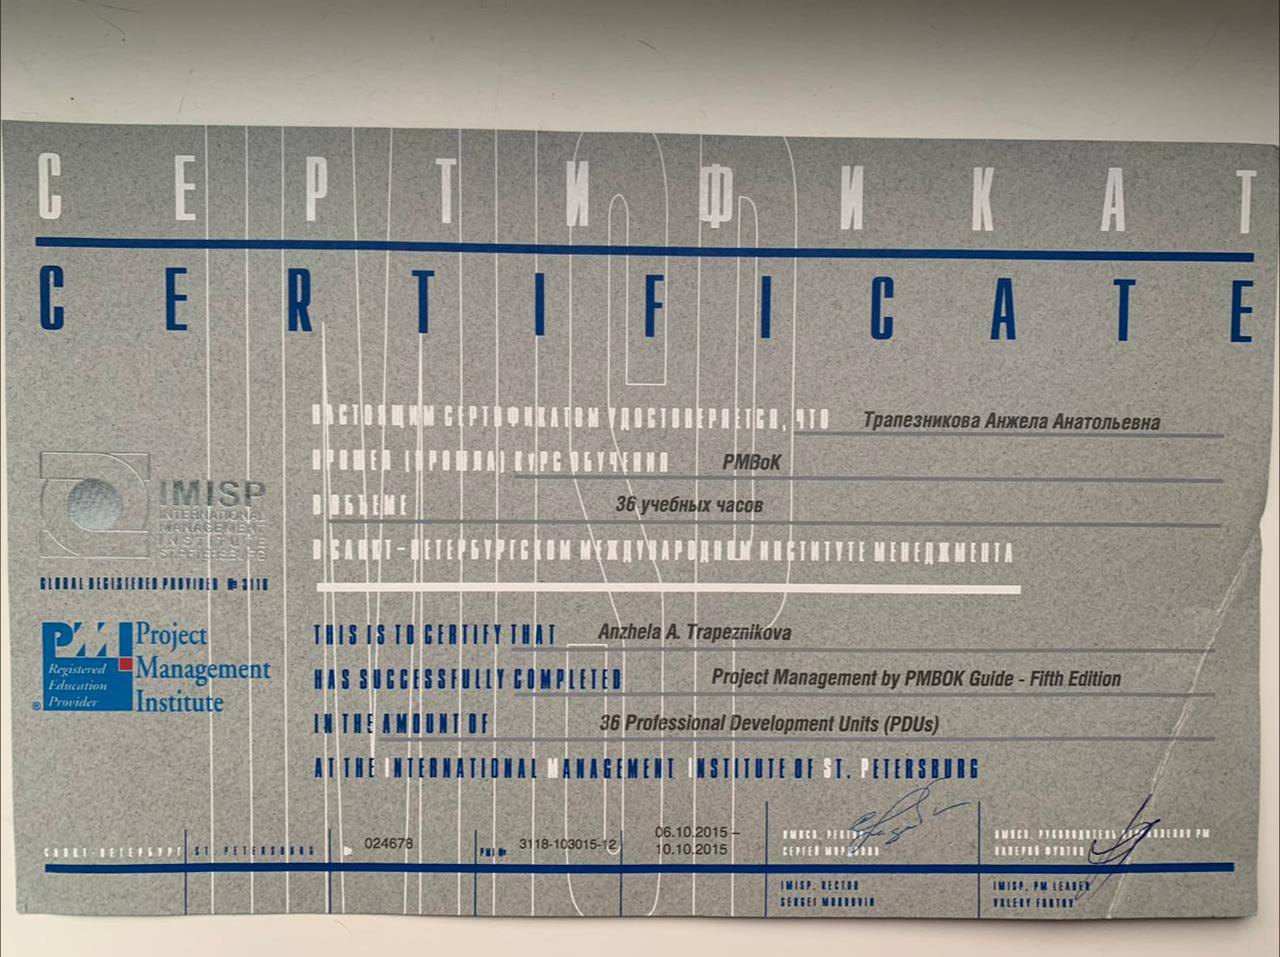 СЕРТИФИКАТ
CERTIFICATE
НАСТОЯЩИМ СЕРТИФИКАТОМ УДОСТОВЕРЯЕТСЯ, ЧТО Трапезникова Анжела Анатольевна
ПРОШЕЛ (ПРОШЛА) КУРС ОБУЧЕНИЯ PMBoK
В ОБЪЕМЕ 36 учебных часов
В САНКТ-ПЕТЕРБУРГСКОМ МЕЖДУНАРОДНОМ ИНСТИТУТЕ МЕНЕДЖМЕНТА
IMISP
INTERNATIONAL
MANAGEMENT
INSTITUTE
ST.PETERSBURG
GLOBAL REGISTERED PROVIDER № 3118
PMI Project
Management
Institute
Registered
Education
Provider
THIS IS TO CERTIFY THAT Anzhela A. Trapeznikova
HAS SUCCESSFULLY COMPLETED Project Management by PMBOK Guide - Fifth Edition
IN THE AMOUNT OF 36 Professional Development Units (PDUs)
AT THE INTERNATIONAL MANAGEMENT INSTITUTE OF ST. PETERSBURG
САНКТ-ПЕТЕРБУРГ
ST. PETERSBURG
№ 024678
PMI № 3118-103015-12
06.10.2015 –
10.10.2015
ИМИСП, РЕКТОР
СЕРГЕЙ МОРДОВИН
IMISP, RECTOR
SERGEI MORDOVIN
ИМИСП, РУКОВОДИТЕЛЬ PM
ВАЛЕРИЙ ФУНТОВ
IMISP, PM LEADER
VALERY FUNTOV